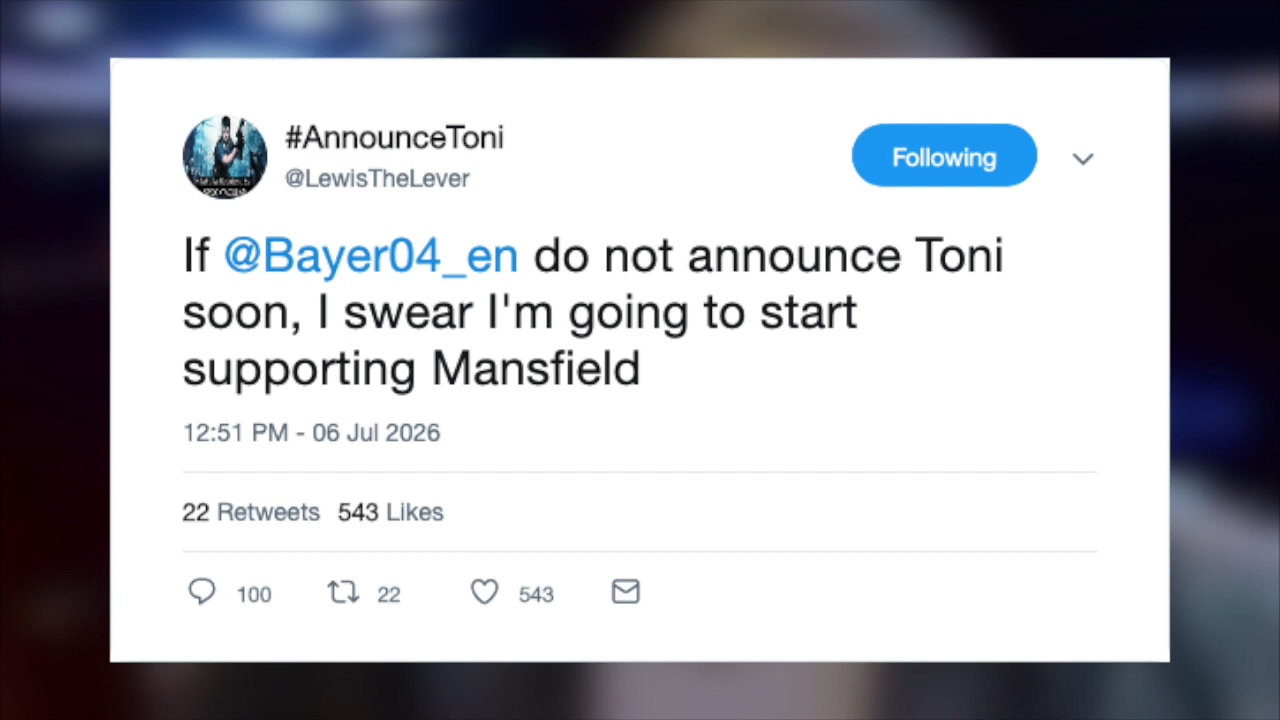 #AnnounceToni
@LewisTheLever
Following
If @Bayer04_en do not announce Toni
soon, I swear I'm going to start
supporting Mansfield
12:51 PM - 06 Jul 2026
22 Retweets 543 Likes
100 22 543